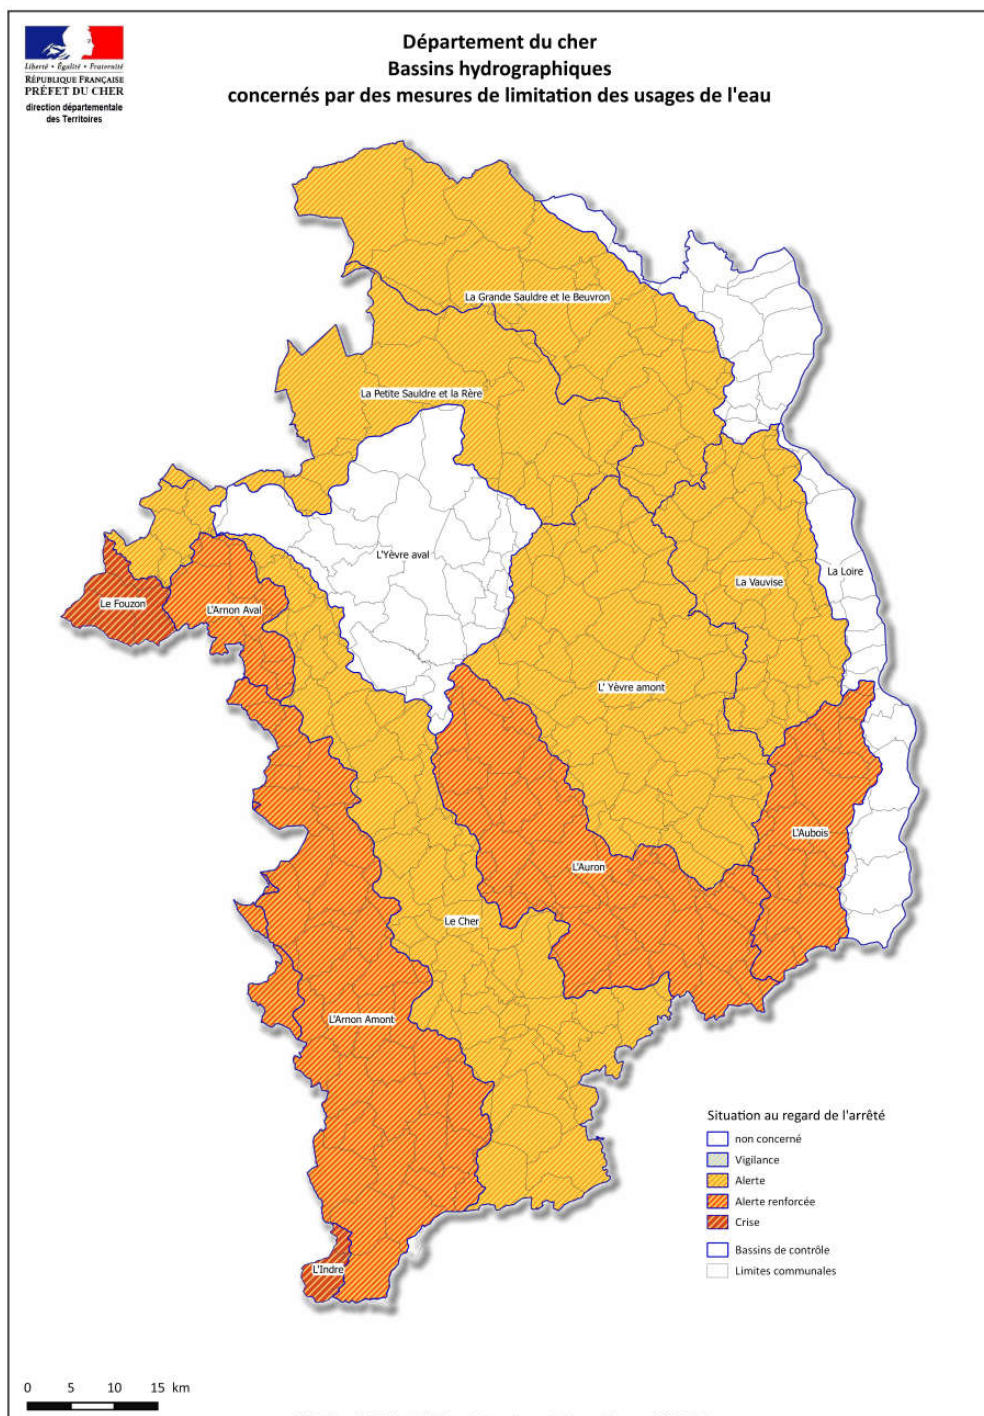 Liberté • Égalité • Fraternité
RÉPUBLIQUE FRANÇAISE
PRÉFET DU CHER
direction départementale
des Territoires
Département du cher
Bassins hydrographiques
concernés par des mesures de limitation des usages de l'eau
La Grande Sauldre et le Beuvron
La Petite Sauldre et la Rère
L'Yèvre aval
La Vauvise
La Loire
Le Fouzon
L'Arnon Aval
L' Yèvre amont
L'Aubois
L'Auron
Le Cher
L'Arnon Amont
L'Indre
Situation au regard de l'arrêté
non concerné
Vigilance
Alerte
Alerte renforcée
Crise
Bassins de contrôle
Limites communales
0 5 10 15 km